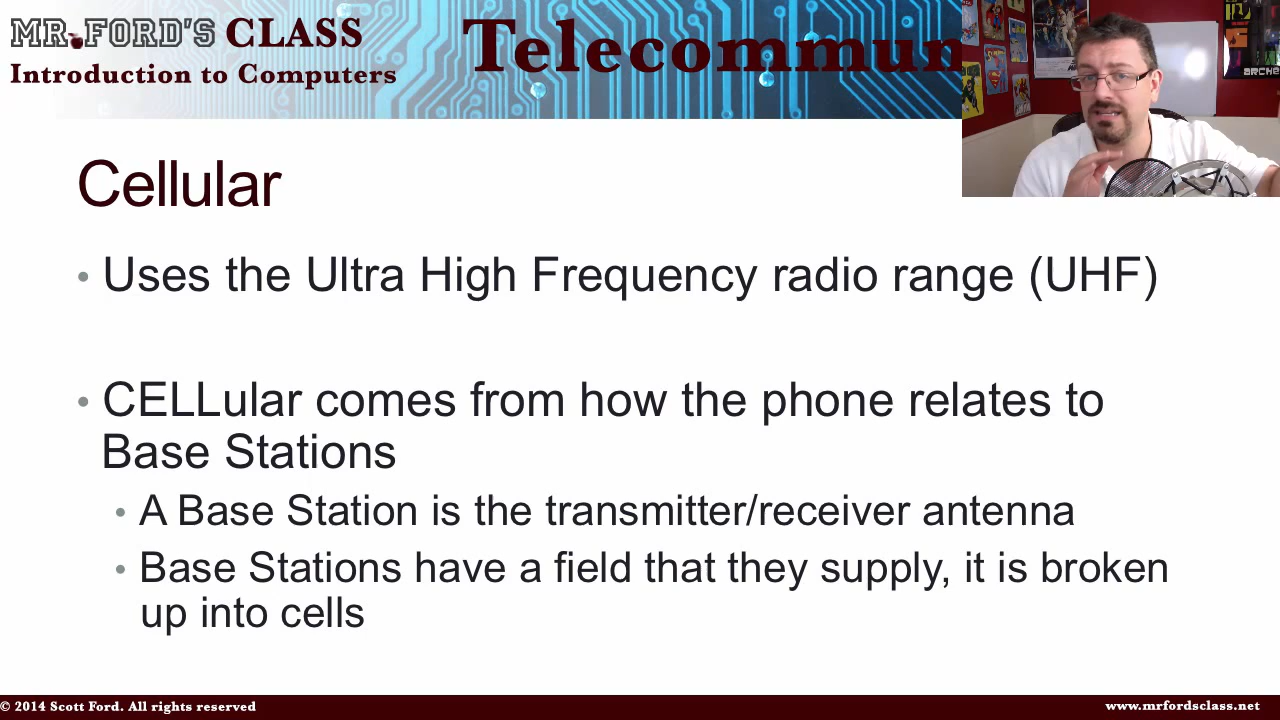 MR.FORD'S CLASS
Introduction to Computers
Telecommun
ARCHE
Cellular
• Uses the Ultra High Frequency radio range (UHF)
• CELLular comes from how the phone relates to
Base Stations
• A Base Station is the transmitter/receiver antenna
• Base Stations have a field that they supply, it is broken
up into cells
© 2014 Scott Ford. All rights reserved
www.mrfordsclass.net